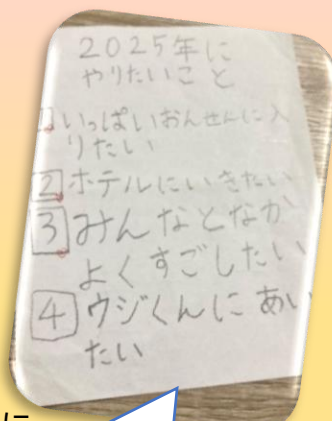 2025年に
やりたいこと
1 いっぱいおんせんに入
りたい
2 ホテルにいきたい
3 みんなとなか
よくすごしたい
4 ウジくんにあい
たい
に